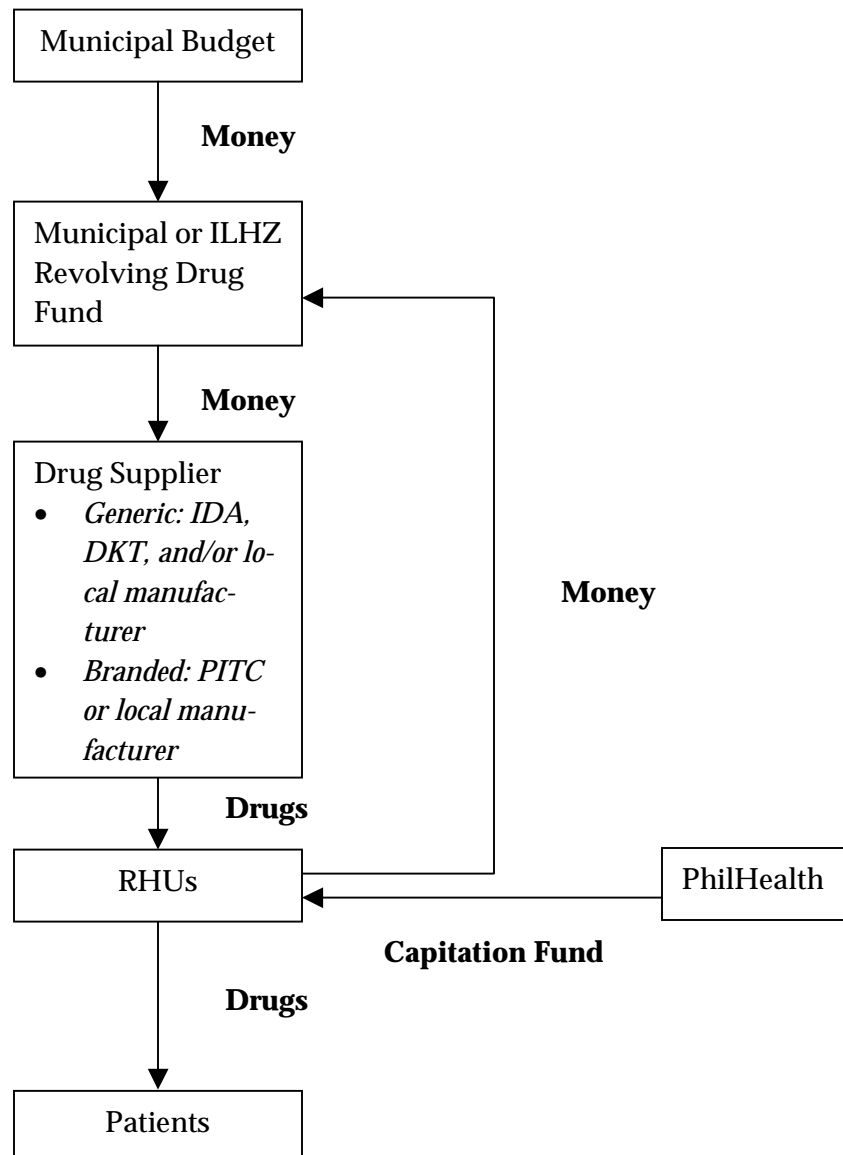 Municipal Budget
Money
Municipal or ILHZ
Revolving Drug
Fund
Money
Drug Supplier
• Generic: IDA,
DKT, and/or lo-
cal manufac-
turer
• Branded: PITC
or local manu-
facturer
Money
Drugs
RHUs
PhilHealth
Capitation Fund
Drugs
Patients